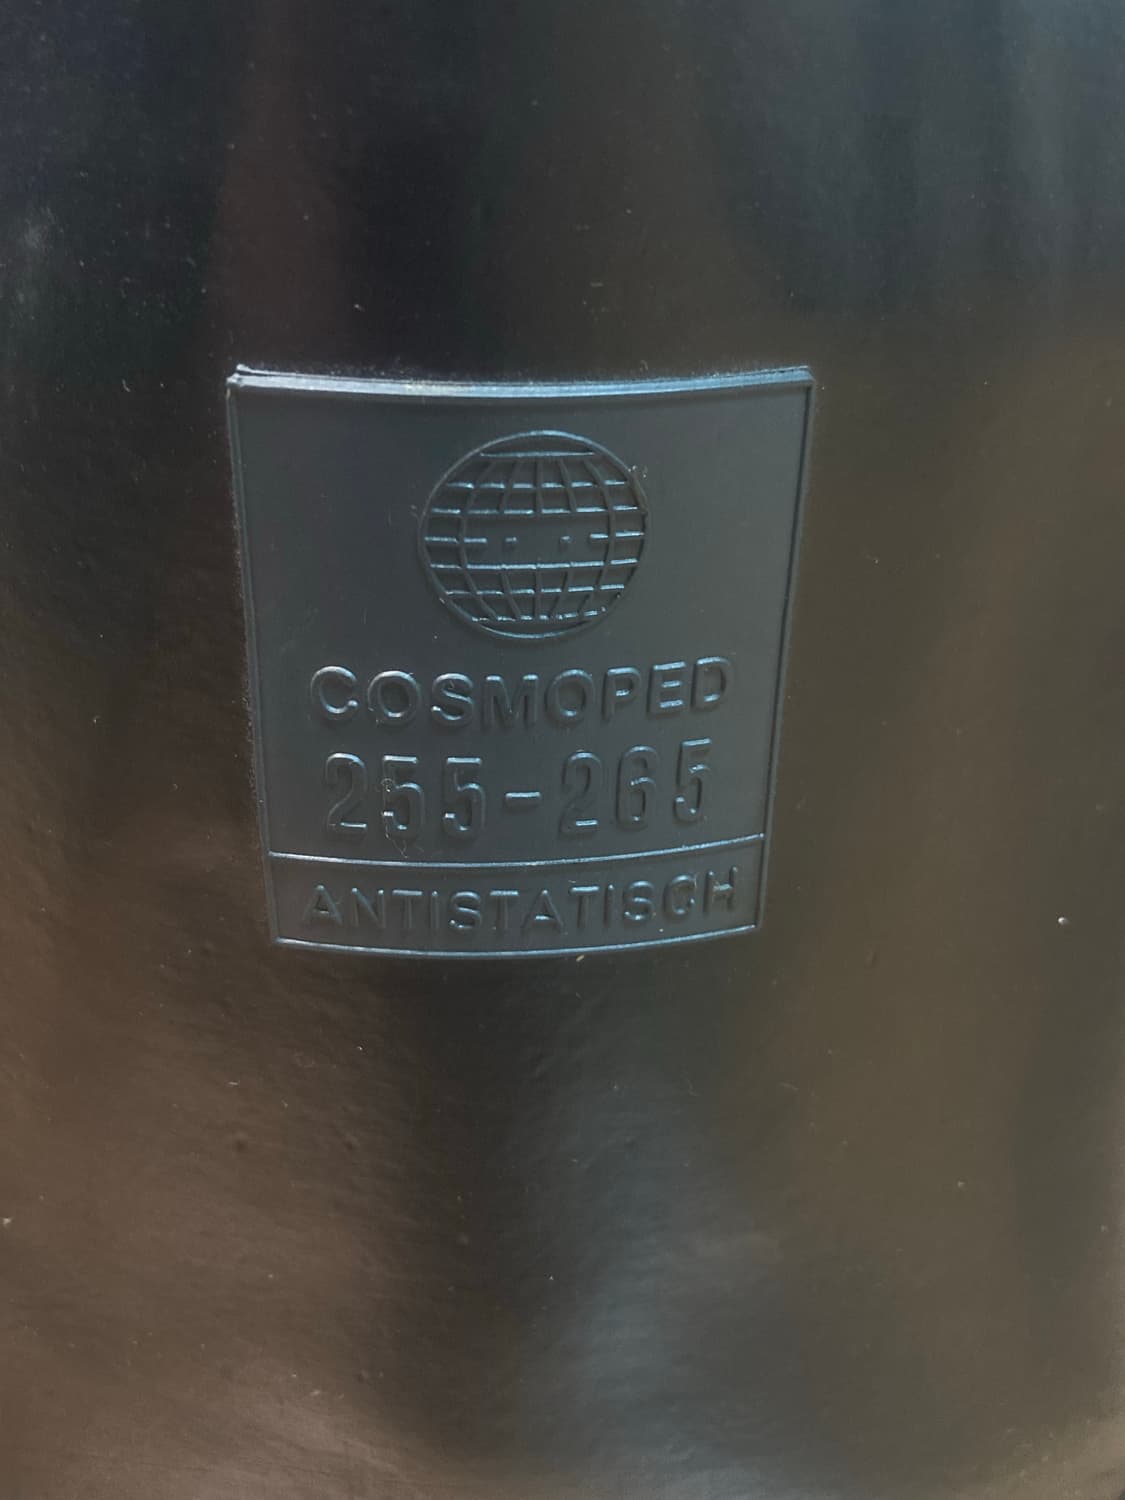 COSMOPED
255-265
ANTISTATISCH